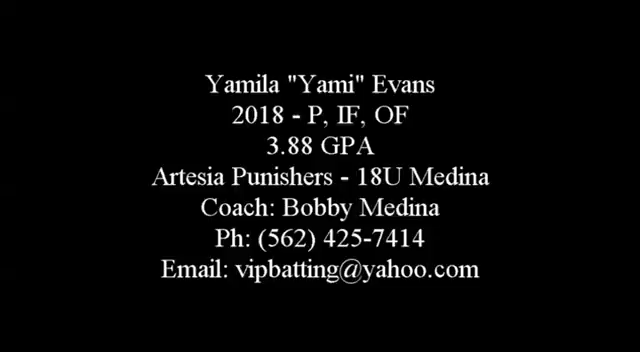 Yamila "Yami" Evans
2018 - P, IF, OF
3.88 GPA
Artesia Punishers - 18U Medina
Coach: Bobby Medina
Ph: (562) 425-7414
Email: vipbatting@yahoo.com